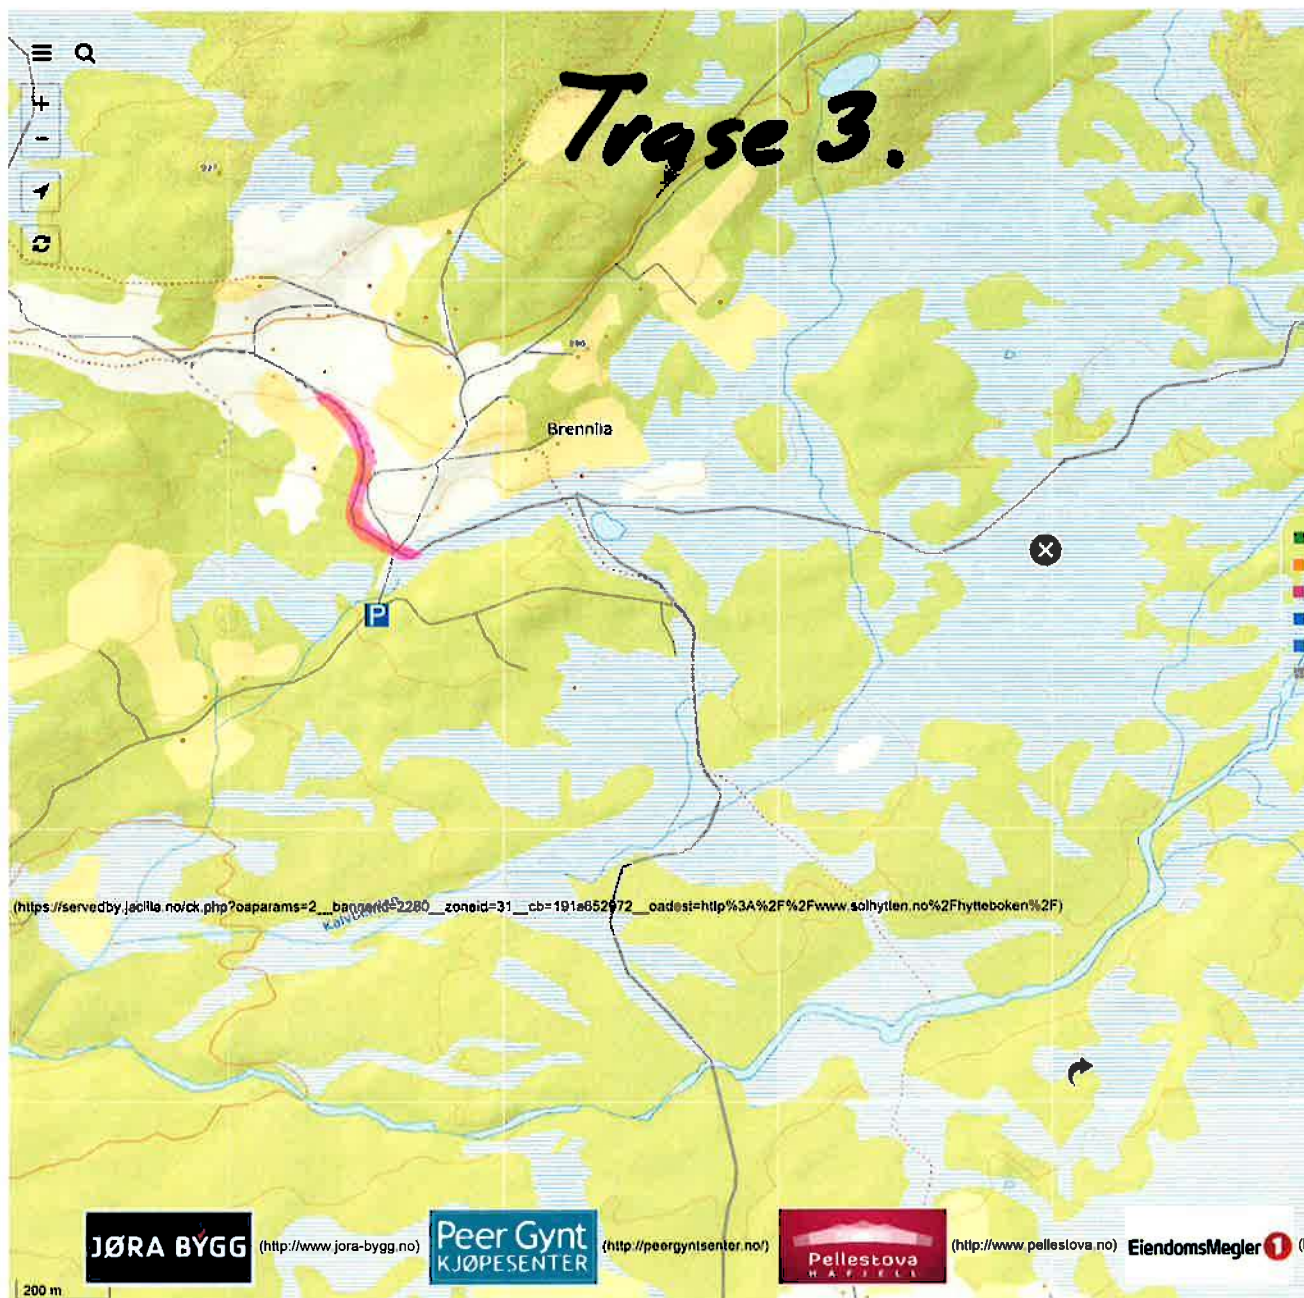 Trase 3.
Brennlia
P
(https://servedby.jacilla.no/ck.php?oaparams=2__bannerid=2280__zoneid=31__cb=191a652972__oadest=http%3A%2F%2Fwww.solhytten.no%2Fhytteboken%2F)
JØRA BYGG
(http://www.jora-bygg.no)
Peer Gynt
KJØPESENTER
(http://peergyntsenter.no/)
Pellestova
HAFJELL
(http://www.pellestova.no)
EiendomsMegler 1
200 m